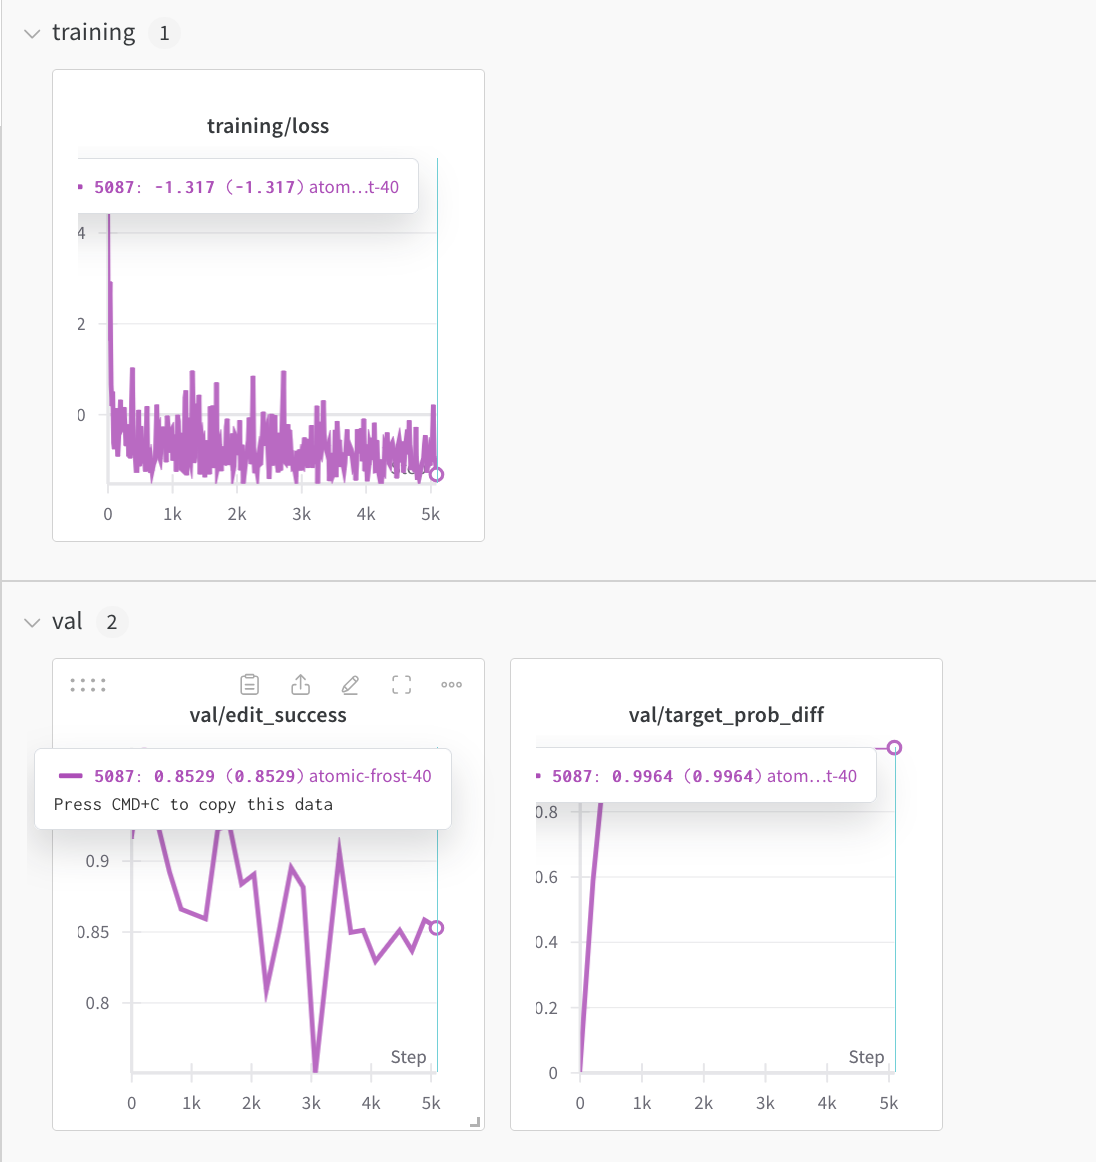 training 1
training/loss
5087: -1.317 (-1.317) atom...t-40
4
2
0
Step
0 1k 2k 3k 4k 5k
val 2
val/edit_success
5087: 0.8529 (0.8529) atomic-frost-40
Press CMD+C to copy this data
0.9
0.85
0.8
Step
0 1k 2k 3k 4k 5k
val/target_prob_diff
5087: 0.9964 (0.9964) atom...t-40
0.8
0.6
0.4
0.2
0
Step
0 1k 2k 3k 4k 5k